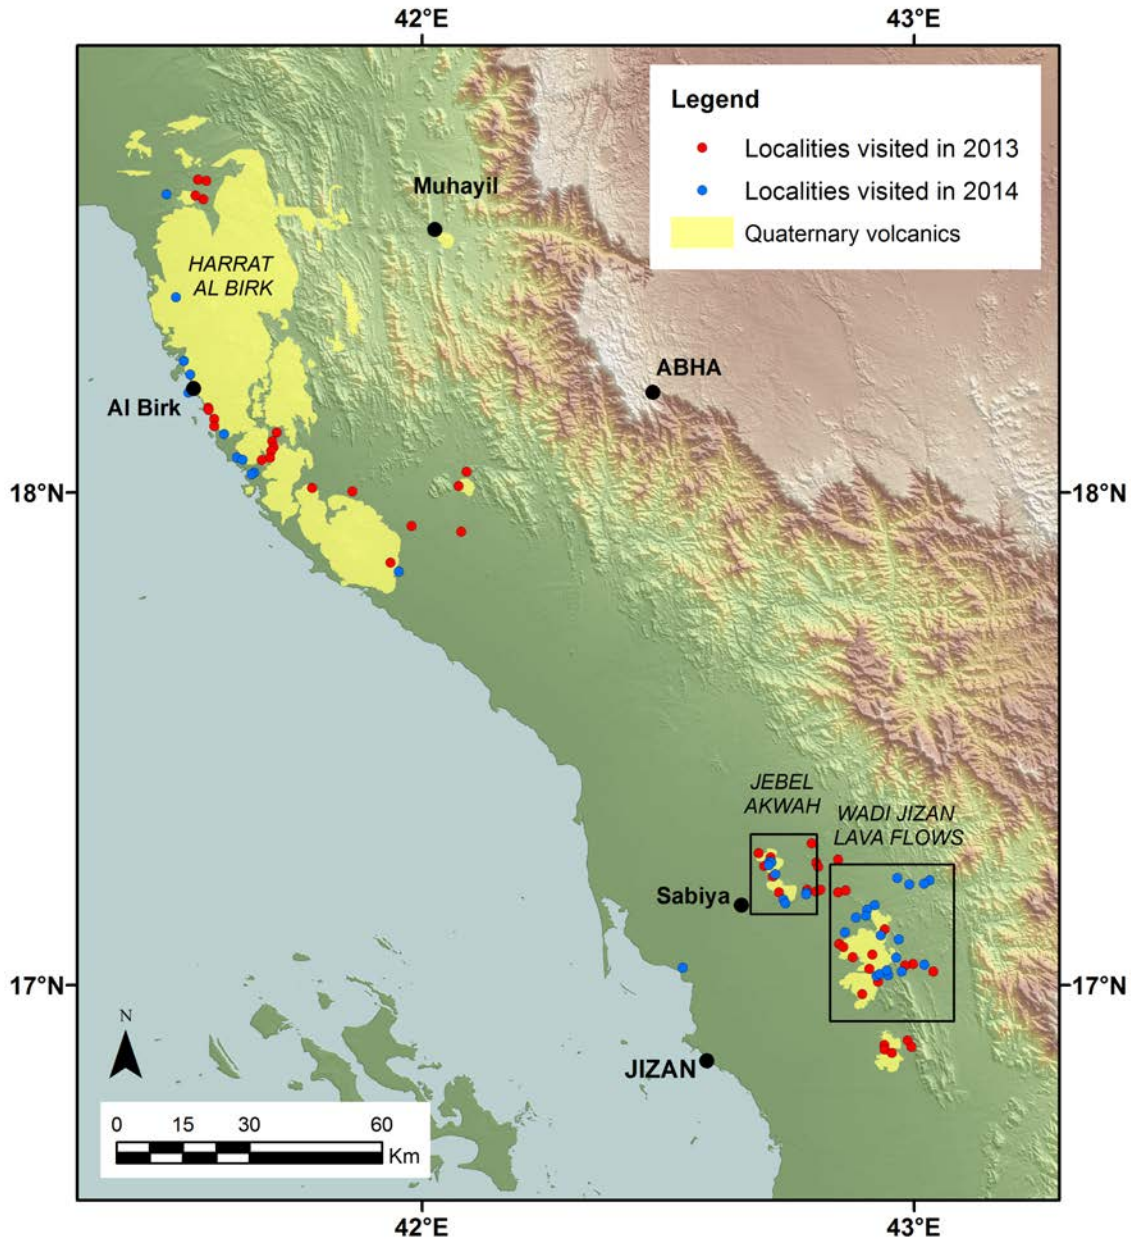 42°E
43°E
Legend
Localities visited in 2013
Localities visited in 2014
Quaternary volcanics
Muhayil
HARRAT
AL BIRK
ABHA
Al Birk
18°N
18°N
JEBEL
AKWAH
WADI JIZAN
LAVA FLOWS
Sabiya
17°N
17°N
N
JIZAN
0 15 30 60
Km
42°E
43°E